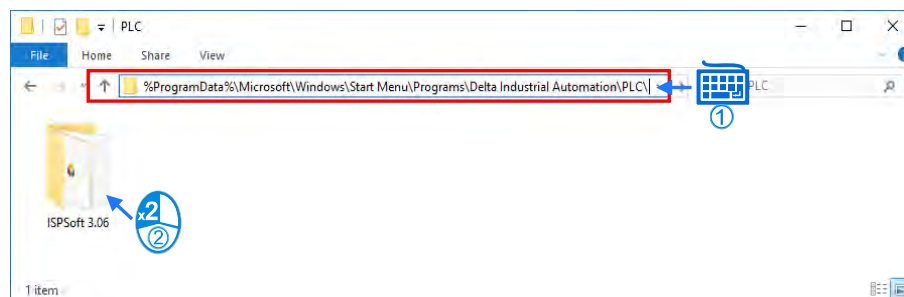 PLC
File Home Share View
%ProgramData%\Microsoft\Windows\Start Menu\Programs\Delta Industrial Automation\PLC\ PLC
①
x2
②
ISPSoft 3.06
1 item